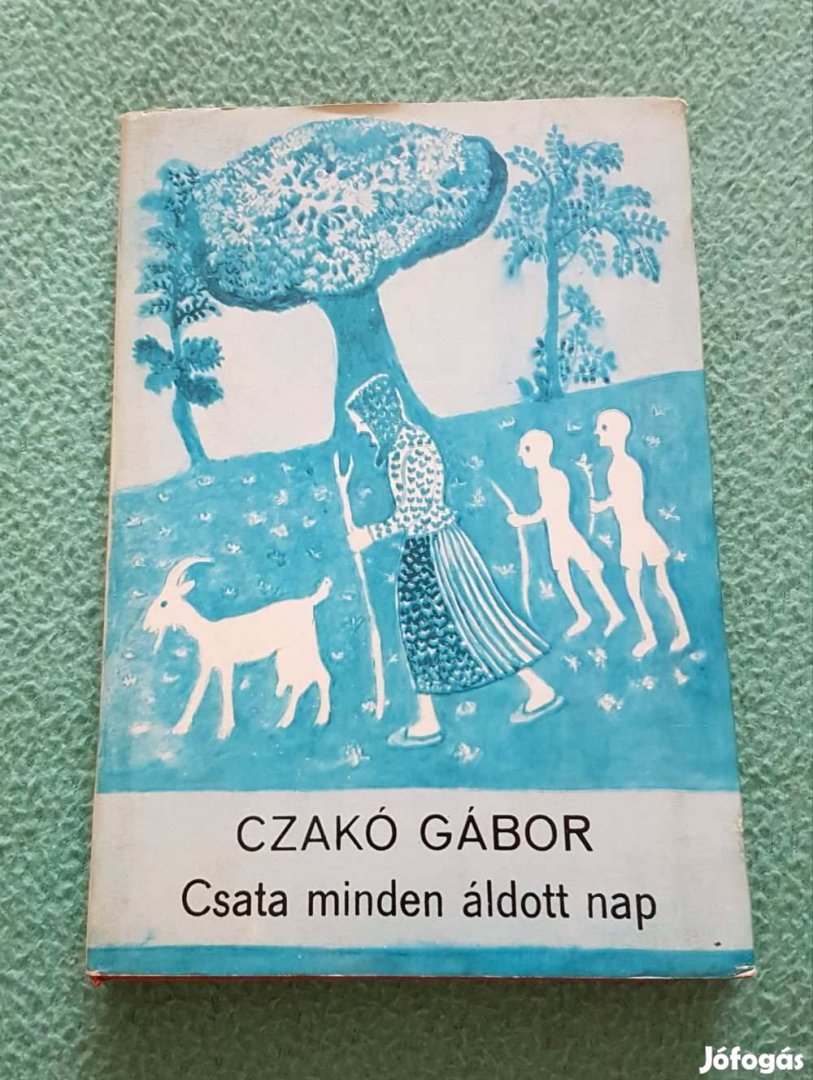 CZAKÓ GÁBOR
Csata minden áldott nap
Jófogás